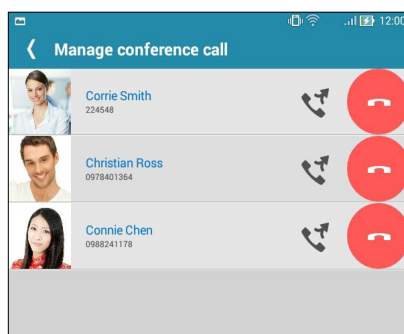 12:00
Manage conference call
Corrie Smith
224548
Christian Ross
0978401364
Connie Chen
0988241178